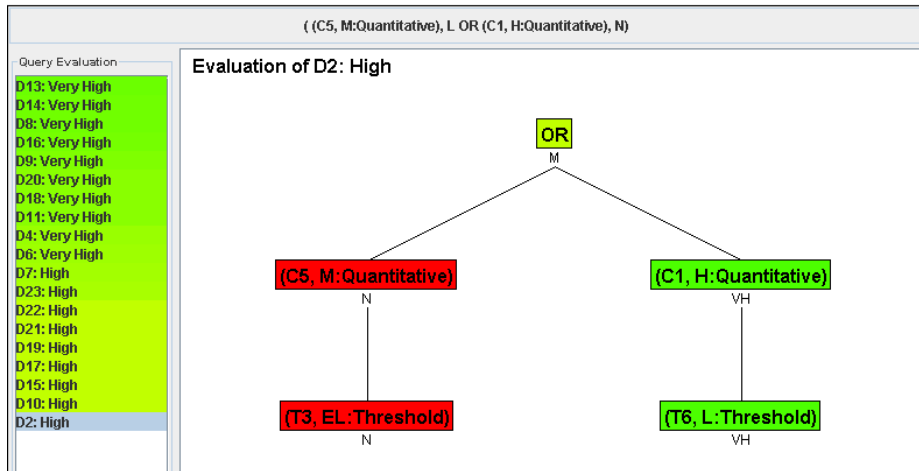 ( (C5, M:Quantitative), L OR (C1, H:Quantitative), N)
Query Evaluation
D13: Very High
D14: Very High
D8: Very High
D16: Very High
D9: Very High
D20: Very High
D18: Very High
D11: Very High
D4: Very High
D6: Very High
D7: High
D23: High
D22: High
D21: High
D19: High
D17: High
D15: High
D10: High
D2: High
Evaluation of D2: High
OR
M
(C5, M:Quantitative)
N
(C1, H:Quantitative)
VH
(T3, EL:Threshold)
N
(T6, L:Threshold)
VH